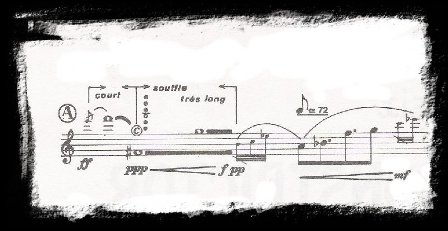 court souffle
très long
A
© = 72
ff ppp f pp mf